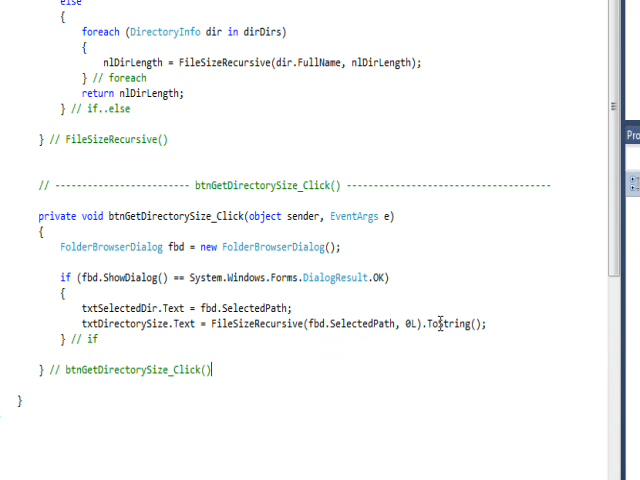 else
{
foreach (DirectoryInfo dir in dirDirs)
{
nlDirLength = FileSizeRecursive(dir.FullName, nlDirLength);
} // foreach
return nlDirLength;
} // if..else
} // FileSizeRecursive()
// ------------------------- btnGetDirectorySize_Click() --------------------------------------
private void btnGetDirectorySize_Click(object sender, EventArgs e)
{
FolderBrowserDialog fbd = new FolderBrowserDialog();
if (fbd.ShowDialog() == System.Windows.Forms.DialogResult.OK)
{
txtSelectedDir.Text = fbd.SelectedPath;
txtDirectorySize.Text = FileSizeRecursive(fbd.SelectedPath, 0L).ToString();
} // if
} // btnGetDirectorySize_Click()
}
Pro